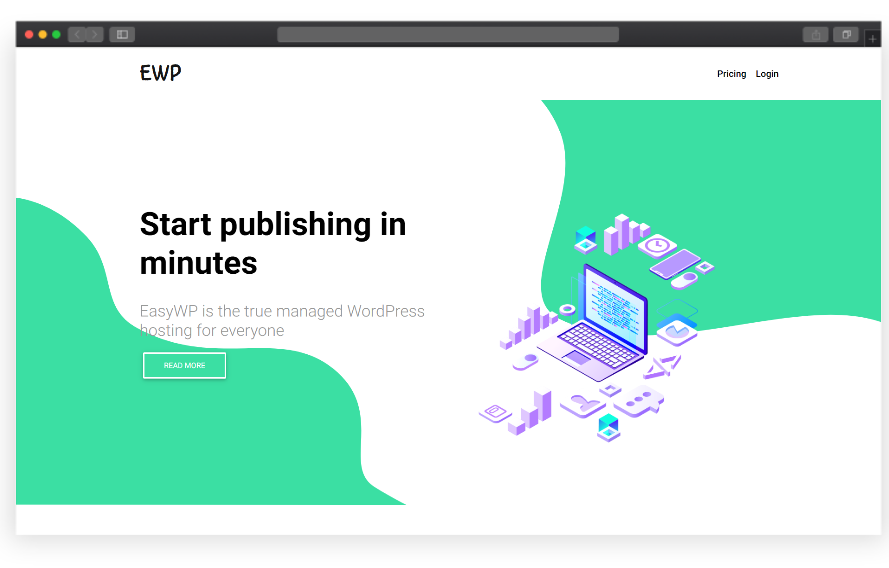 EWP
Pricing Login
Start publishing in
minutes
EasyWP is the true managed WordPress
hosting for everyone
READ MORE